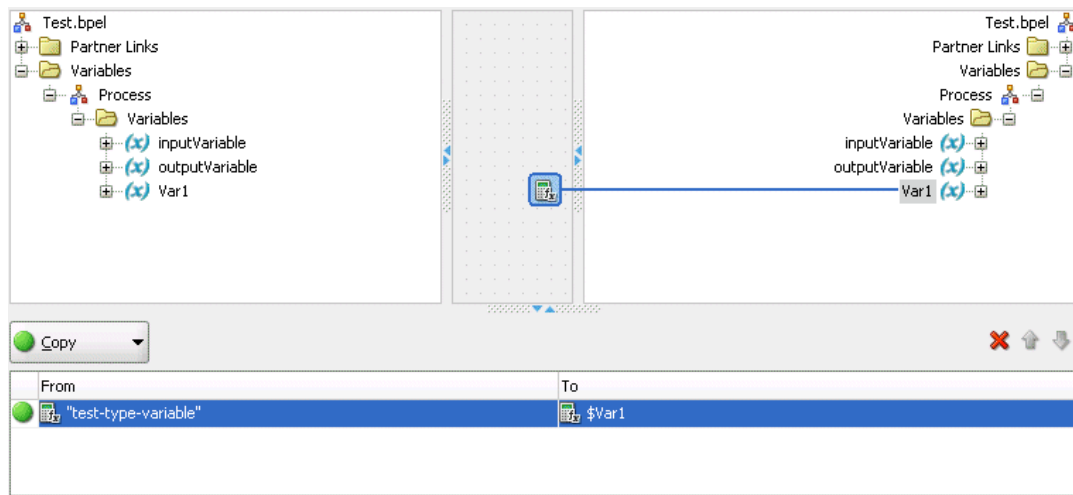 Test.bpel
Partner Links
Variables
Process
Variables
(x) inputVariable
(x) outputVariable
(x) Var1
Test.bpel
Partner Links
Variables
Process
Variables
inputVariable (x)
outputVariable (x)
Var1 (x)
Copy
From To
"test-type-variable" $Var1